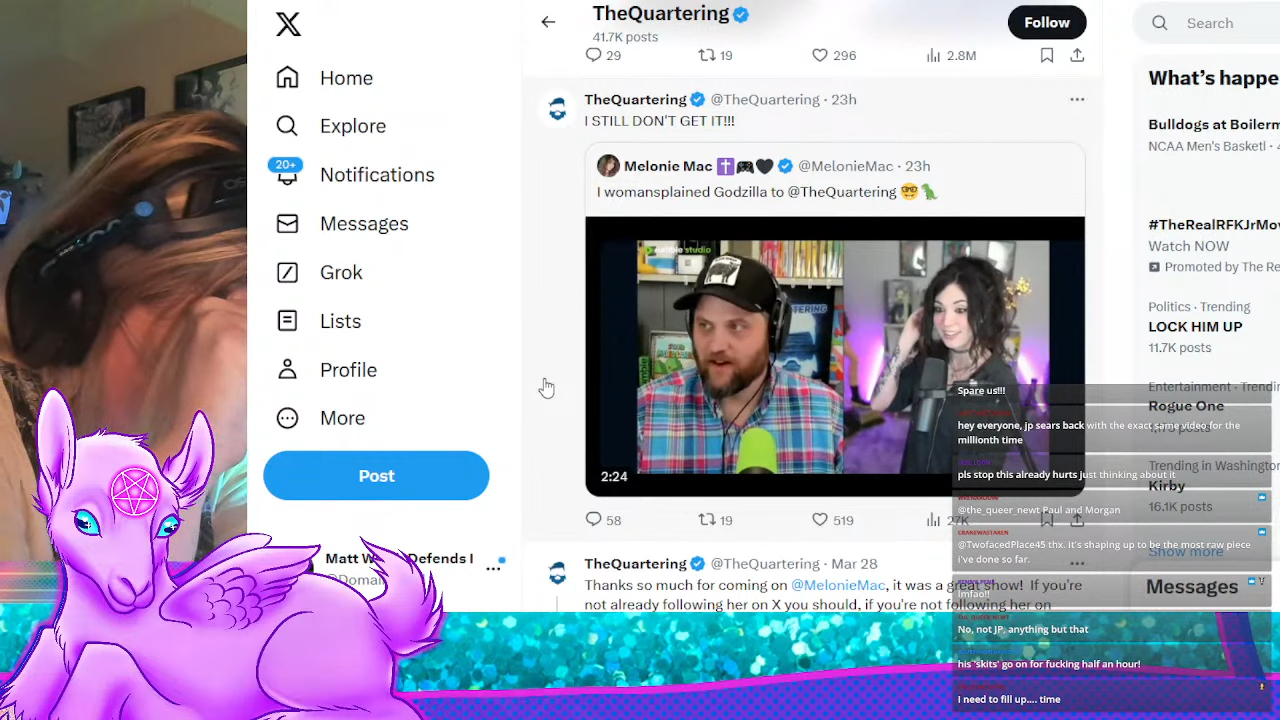 TheQuartering
41.7K posts
Follow
Search
29
19
296
2.8M
Home
Explore
20+
Notifications
Messages
Grok
Lists
Profile
More
Post
Matt W
Defends I
TheQuartering @TheQuartering · 23h
I STILL DON'T GET IT!!!
Melonie Mac @MelonieMac · 23h
I womansplained Godzilla to @TheQuartering
2:24
58
19
519
27K
TheQuartering @TheQuartering · Mar 28
Thanks so much for coming on @MelonieMac, it was a great show! If you're
not already following her on X you should, if you're not following her on
What's happe
Bulldogs at Boilerm
NCAA Men's Basketl · 4
#TheRealRFKJrMov
Watch NOW
Promoted by The Re
Politics · Trending
LOCK HIM UP
11.7K posts
Entertainment · Trendin
Rogue One
Trending in Washington
Kirby
16.1K posts
Show more
Messages
Spare us!!!
hey everyone, jp sears back with the exact same video for the
millionth time
pls stop this already hurts just thinking about it
@the_queer_newt Paul and Morgan
@TwofacedPlace45 thx. it's shaping up to be the most raw piece
i've done so far.
lmfao!!
No, not JP, anything but that
his 'skits' go on for fucking half an hour!
I need to fill up.... time